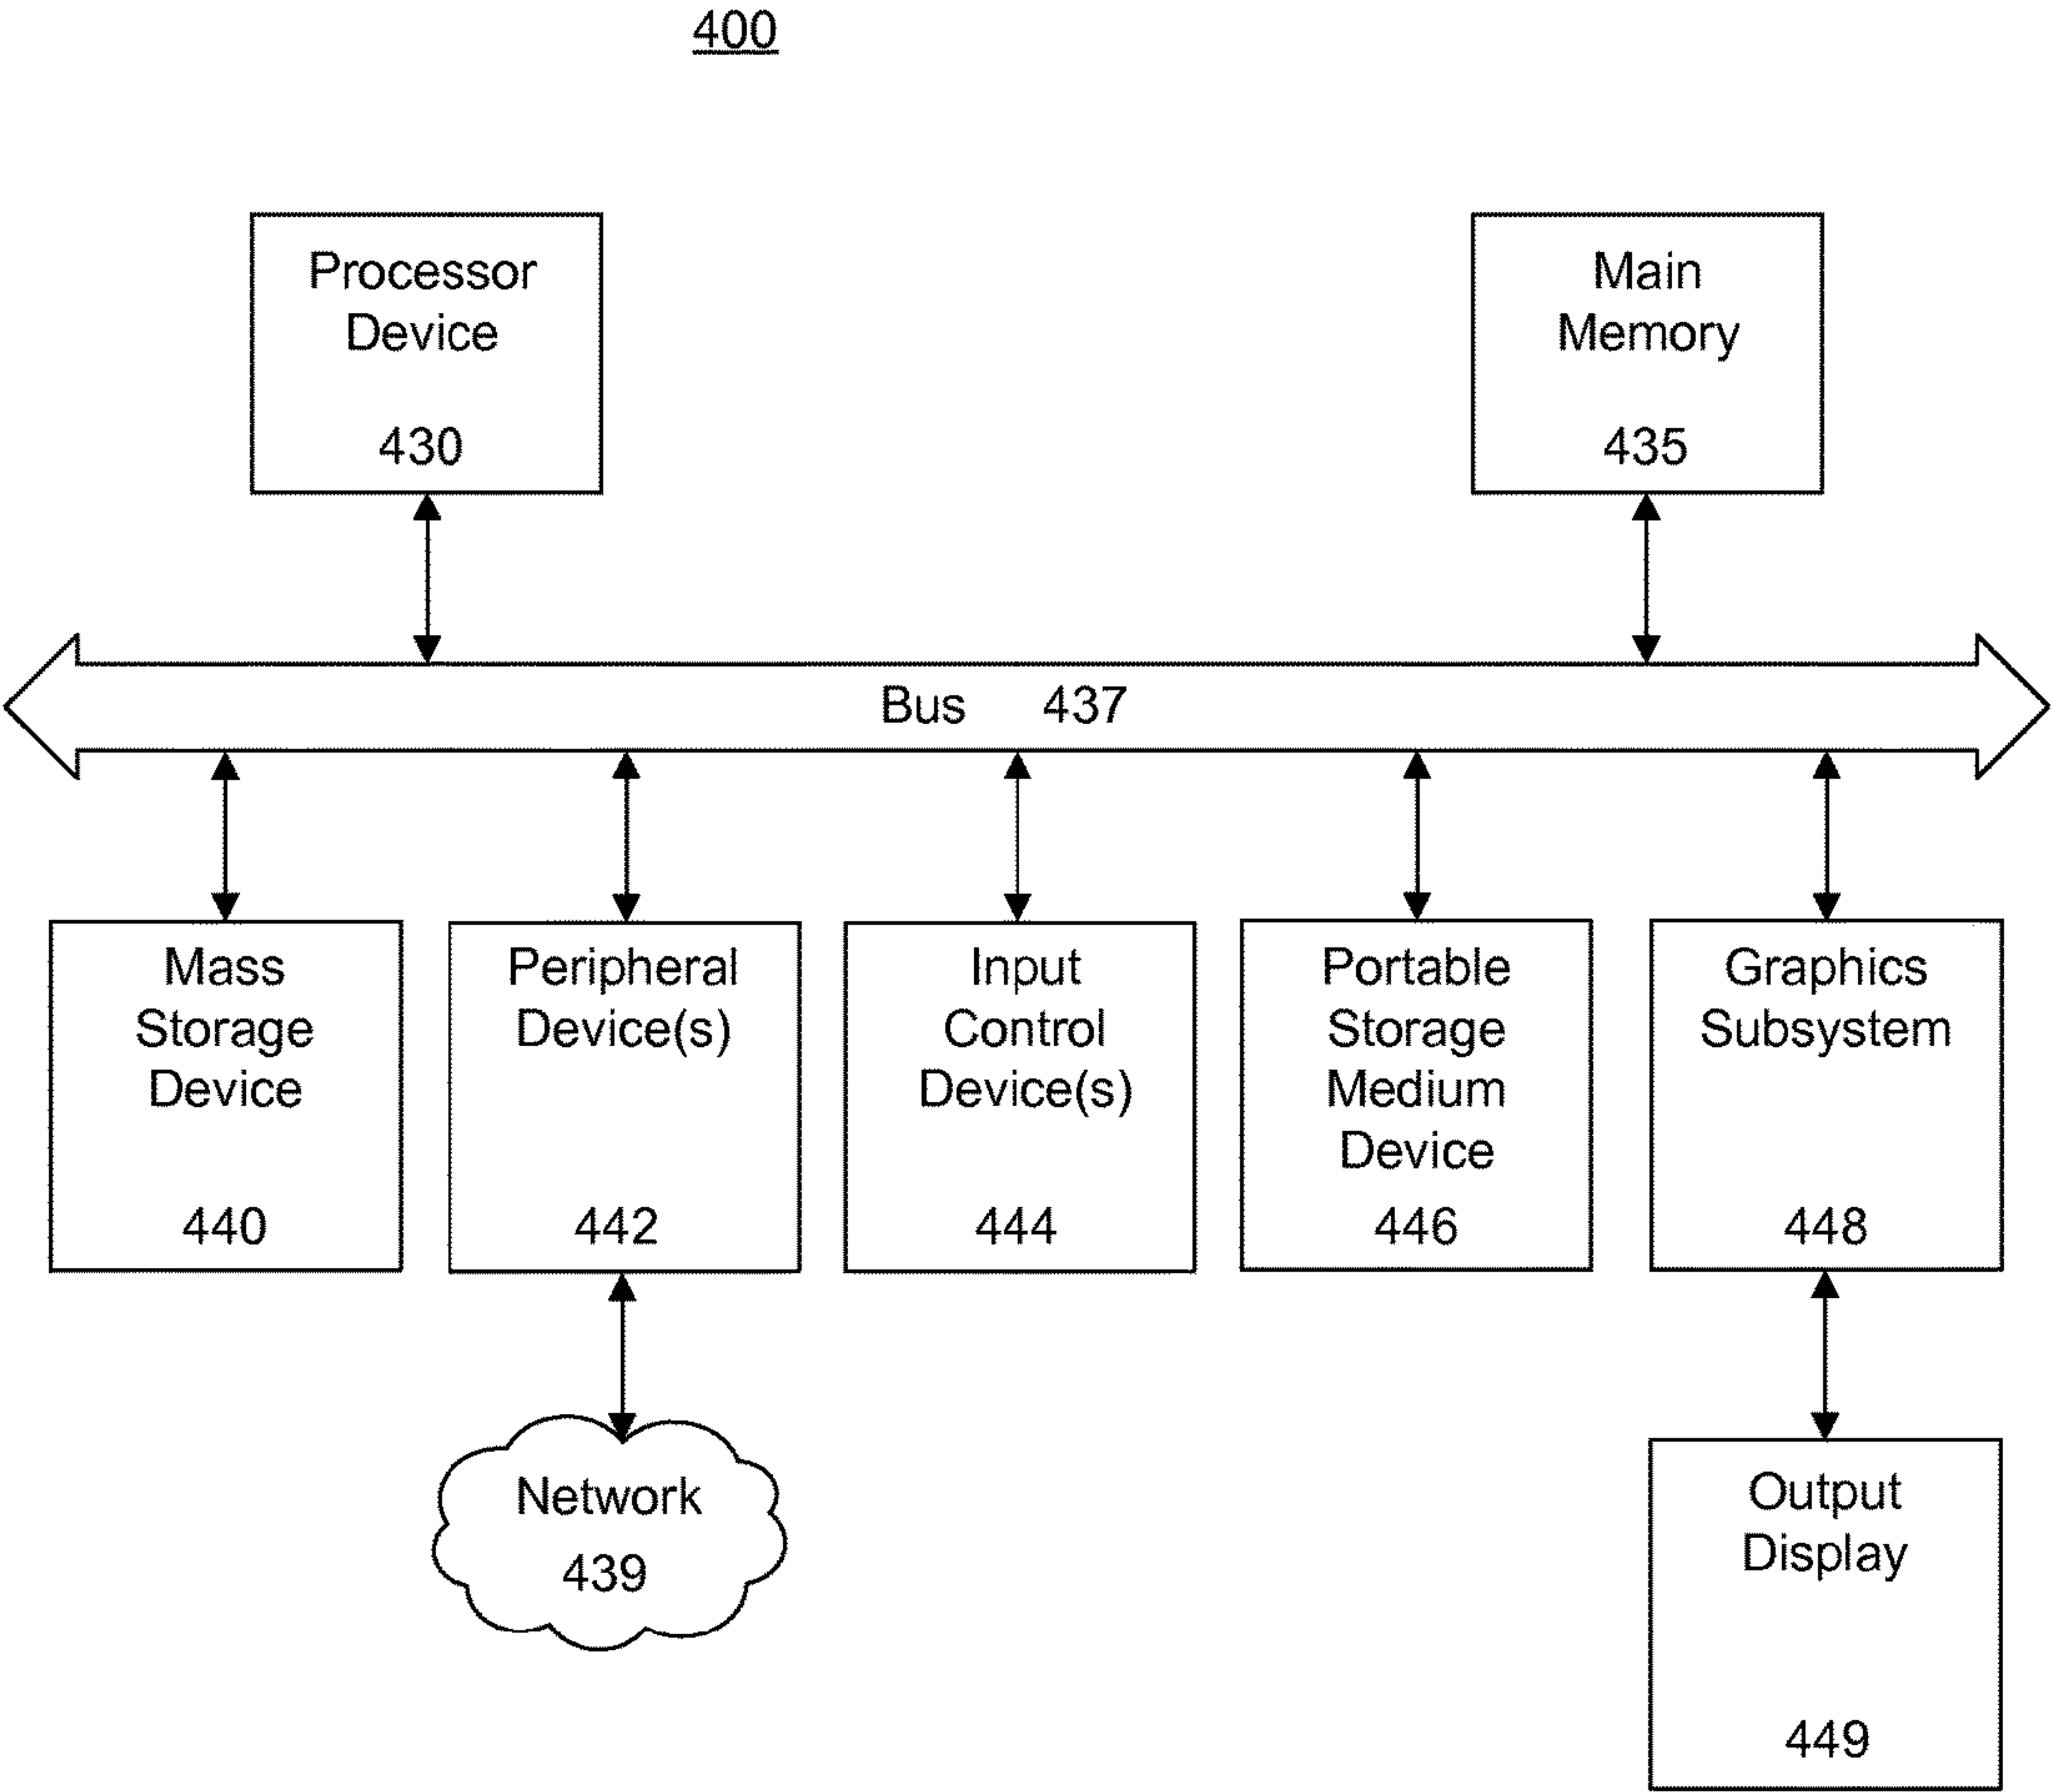 400
Processor
Device
430
Main
Memory
435
Bus 437
Mass
Storage
Device
440
Peripheral
Device(s)
442
Input
Control
Device(s)
444
Portable
Storage
Medium
Device
446
Graphics
Subsystem
448
Network
439
Output
Display
449